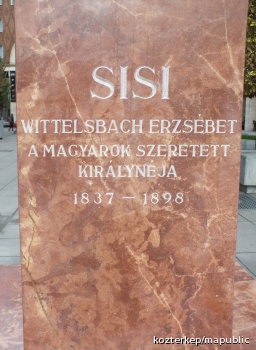 SISI
WITTELSBACH ERZSÉBET
A MAGYAROK SZERETETT
KIRÁLYNÉJA
1837 – 1898
kozterkep/mapublic